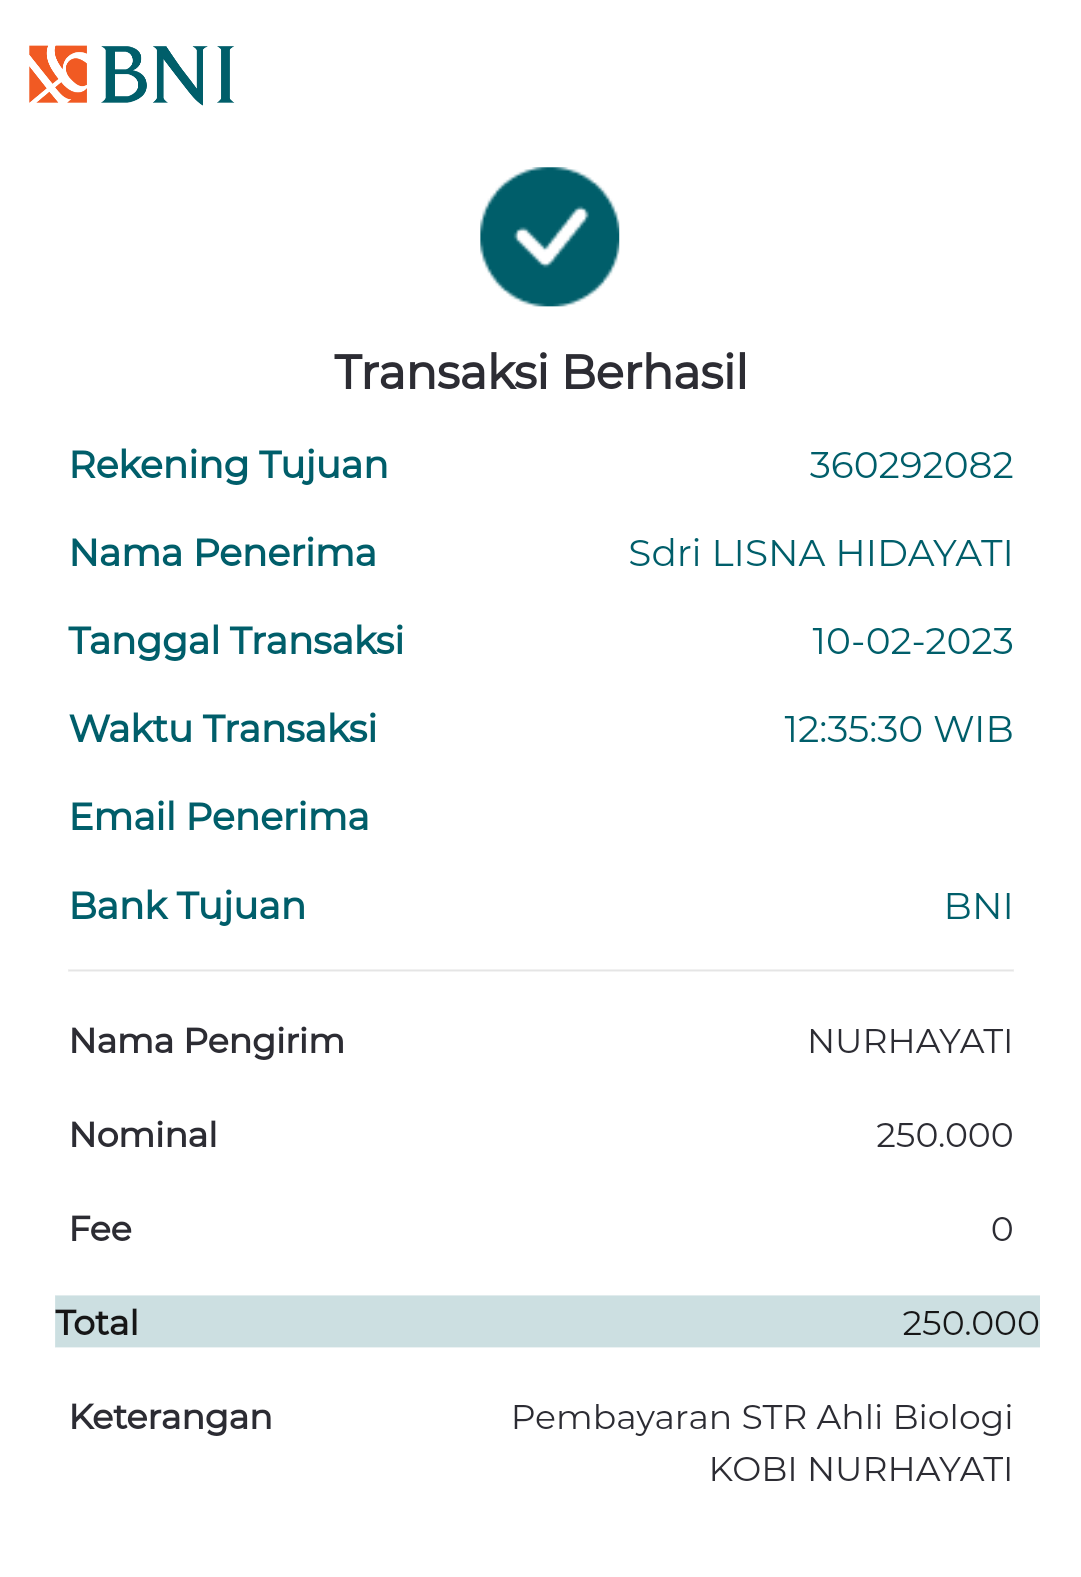 BNI
Transaksi Berhasil
Rekening Tujuan 360292082
Nama Penerima Sdri LISNA HIDAYATI
Tanggal Transaksi 10-02-2023
Waktu Transaksi 12:35:30 WIB
Email Penerima
Bank Tujuan BNI
Nama Pengirim NURHAYATI
Nominal 250.000
Fee 0
Total 250.000
Keterangan Pembayaran STR Ahli Biologi
KOBI NURHAYATI